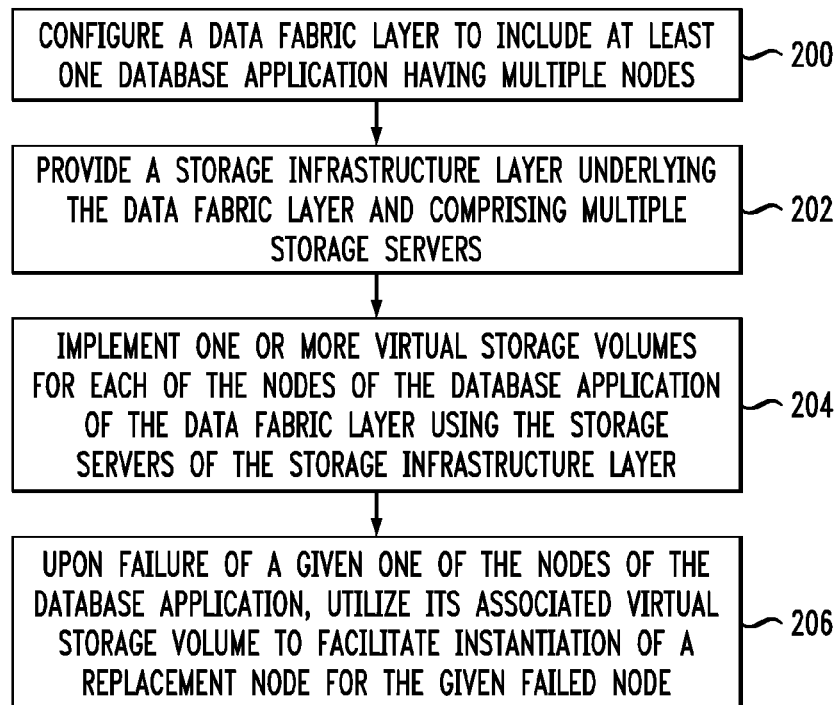 CONFIGURE A DATA FABRIC LAYER TO INCLUDE AT LEAST
ONE DATABASE APPLICATION HAVING MULTIPLE NODES
200
PROVIDE A STORAGE INFRASTRUCTURE LAYER UNDERLYING
THE DATA FABRIC LAYER AND COMPRISING MULTIPLE
STORAGE SERVERS
202
IMPLEMENT ONE OR MORE VIRTUAL STORAGE VOLUMES
FOR EACH OF THE NODES OF THE DATABASE APPLICATION
OF THE DATA FABRIC LAYER USING THE STORAGE
SERVERS OF THE STORAGE INFRASTRUCTURE LAYER
204
UPON FAILURE OF A GIVEN ONE OF THE NODES OF THE
DATABASE APPLICATION, UTILIZE ITS ASSOCIATED VIRTUAL
STORAGE VOLUME TO FACILITATE INSTANTIATION OF A
REPLACEMENT NODE FOR THE GIVEN FAILED NODE
206